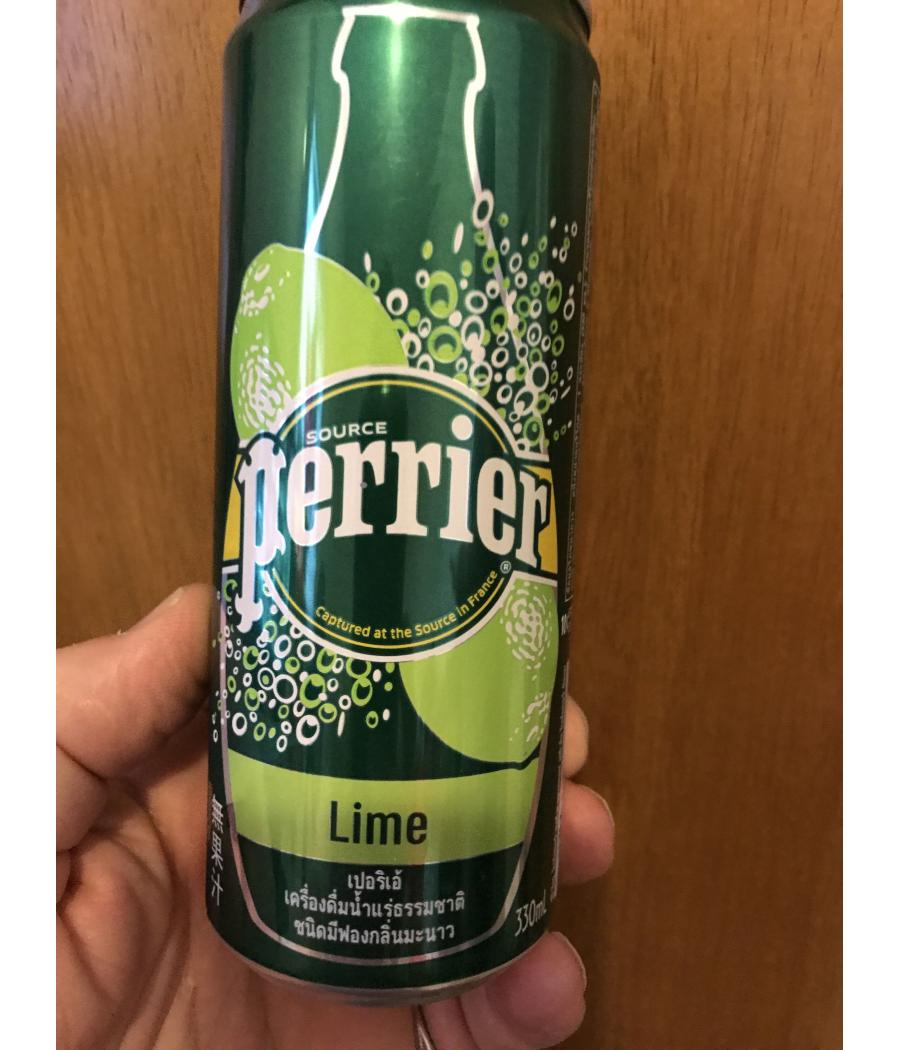 SOURCE
perrier
®
Captured at the Source in France
Lime
เปอริเอ้
เครื่องดื่มน้ำแร่ธรรมชาติ
ชนิดมีฟองกลิ่นมะนาว
330mL